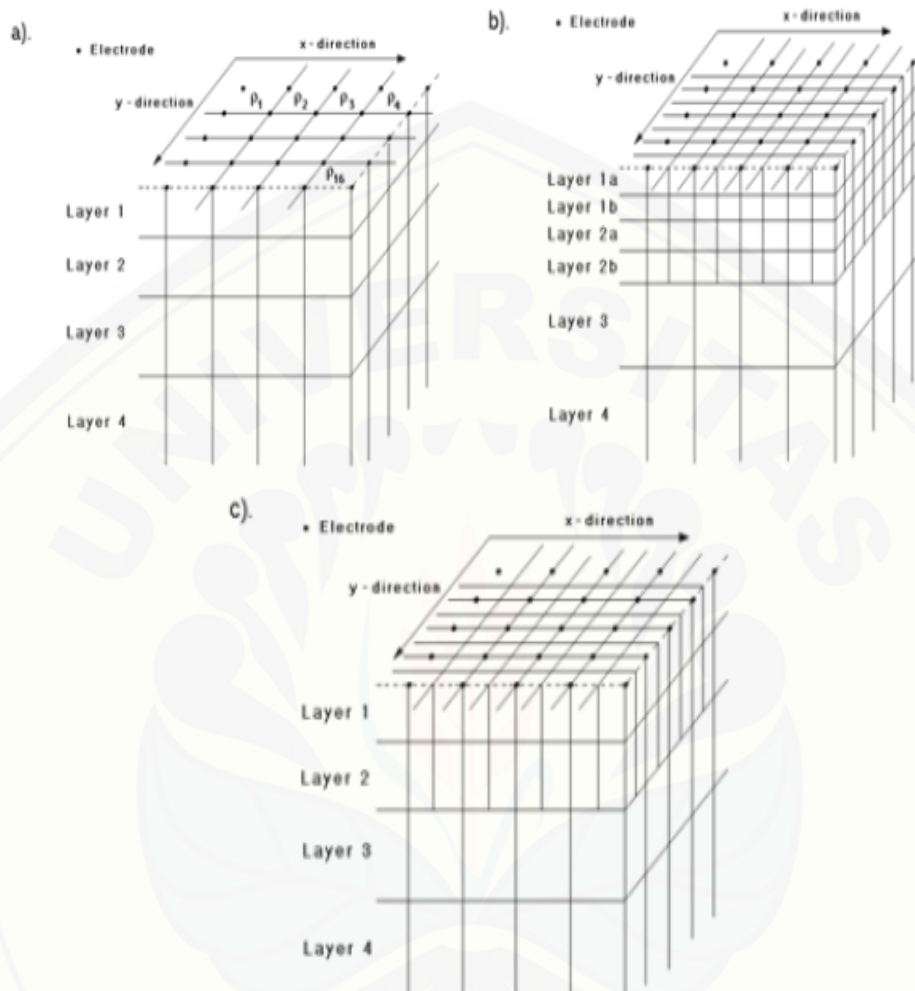 a).
• Electrode
x-direction
y-direction
ρ1 ρ2 ρ3 ρ4
ρ16
Layer 1
Layer 2
Layer 3
Layer 4
b).
• Electrode
x-direction
y-direction
Layer 1a
Layer 1b
Layer 2a
Layer 2b
Layer 3
Layer 4
c).
• Electrode
x-direction
y-direction
Layer 1
Layer 2
Layer 3
Layer 4
UNIVERSITAS